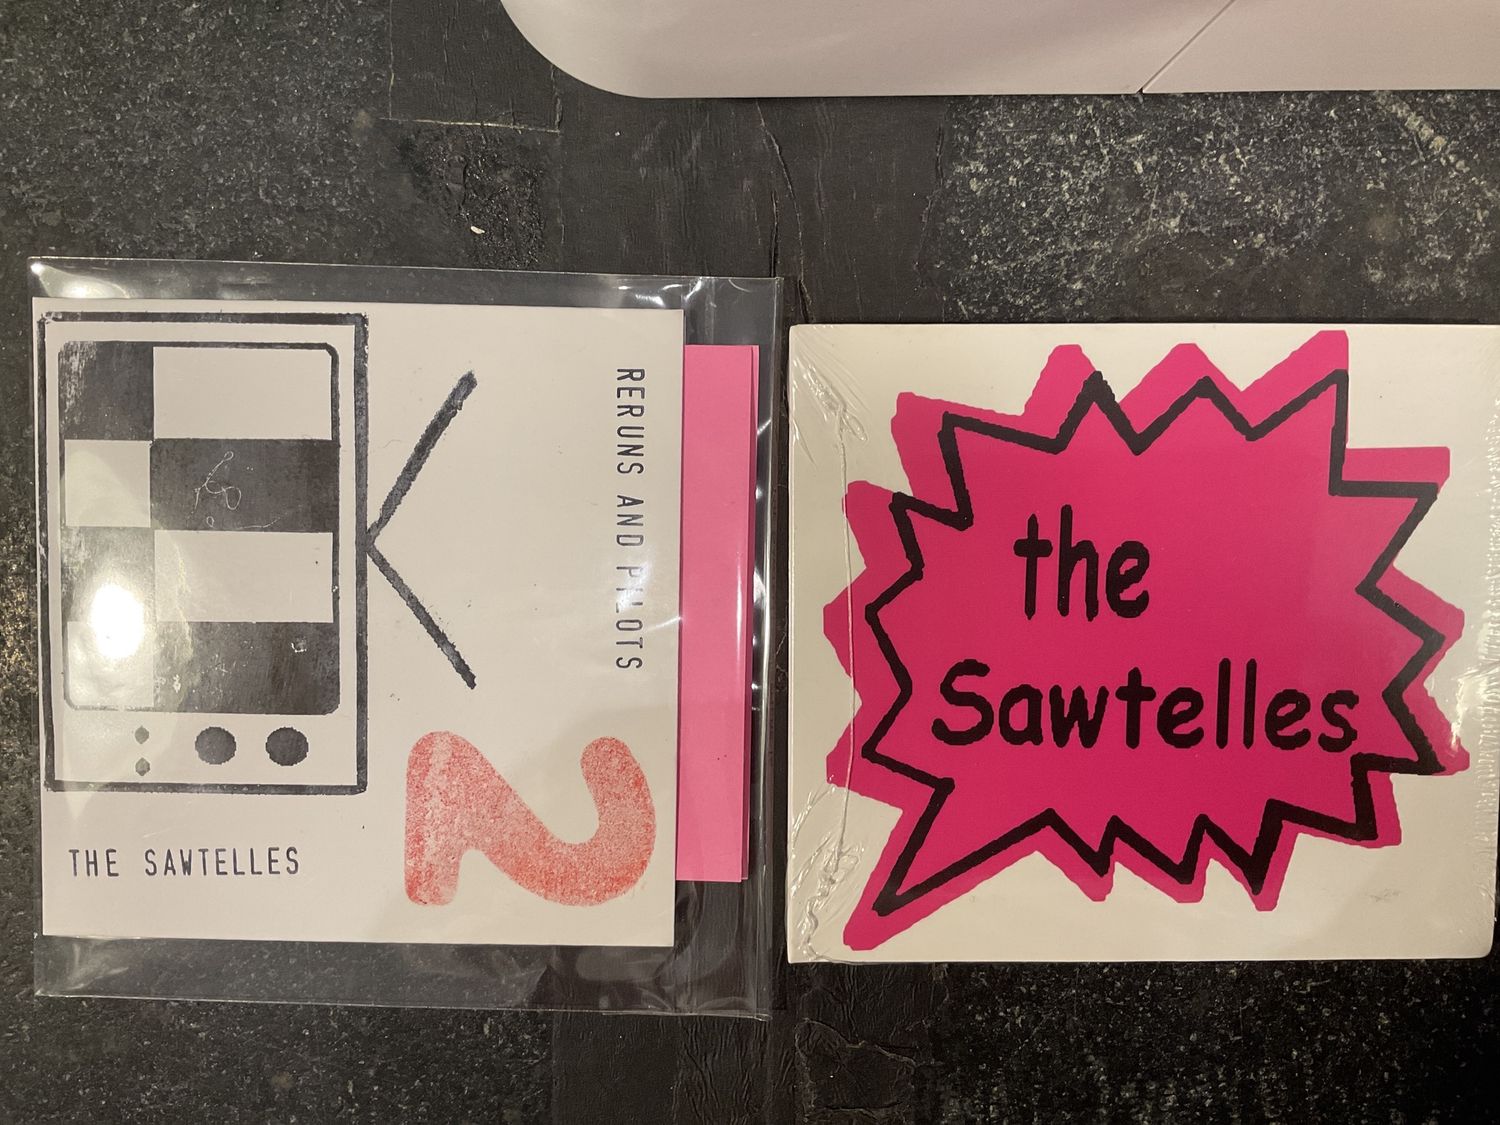 RERUNS AND PILOTS
2
THE SAWTELLES
the
Sawtelles